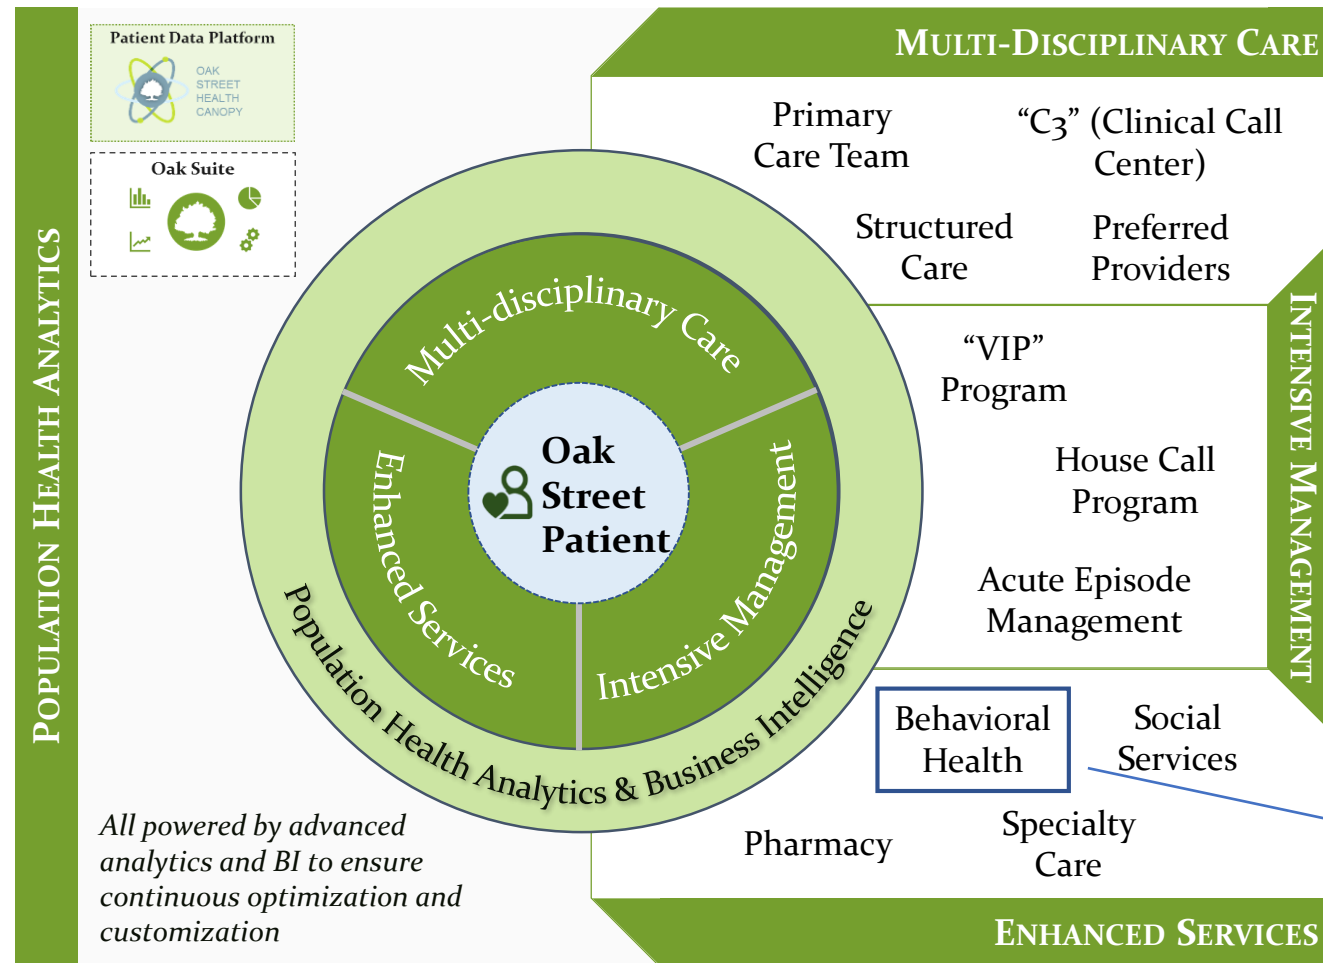 POPULATION HEALTH ANALYTICS
Patient Data Platform
OAK
STREET
HEALTH
CANOPY
Oak Suite
MULTI-DISCIPLINARY CARE
Primary
Care Team
“C3” (Clinical Call
Center)
Structured
Care
Preferred
Providers
INTENSIVE MANAGEMENT
“VIP”
Program
House Call
Program
Acute Episode
Management
Multi-disciplinary Care
Enhanced Services
Intensive Management
Oak
Street
Patient
Population Health Analytics & Business Intelligence
Behavioral
Health
Social
Services
Pharmacy
Specialty
Care
ENHANCED SERVICES
All powered by advanced
analytics and BI to ensure
continuous optimization and
customization